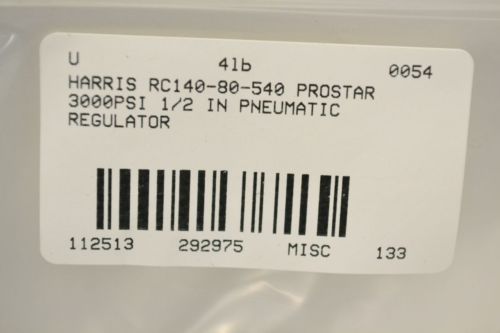 U 4lb 0054
HARRIS RC140-80-540 PROSTAR
3000PSI 1/2 IN PNEUMATIC
REGULATOR
112513 292975 MISC 133